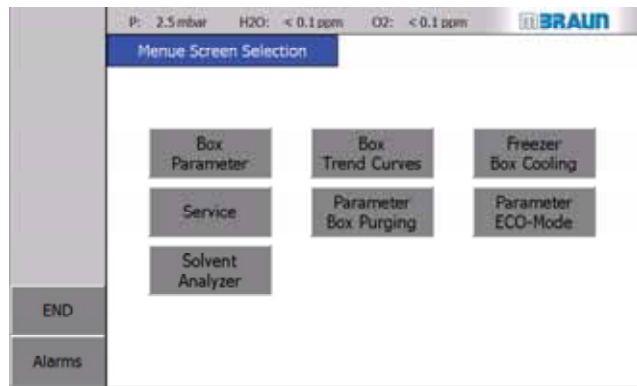 P: 2.5 mbar H2O: < 0.1 ppm O2: < 0.1 ppm mBRAUN
Menue Screen Selection
Box
Parameter
Box
Trend Curves
Freezer
Box Cooling
Service
Parameter
Box Purging
Parameter
ECO-Mode
Solvent
Analyzer
END
Alarms